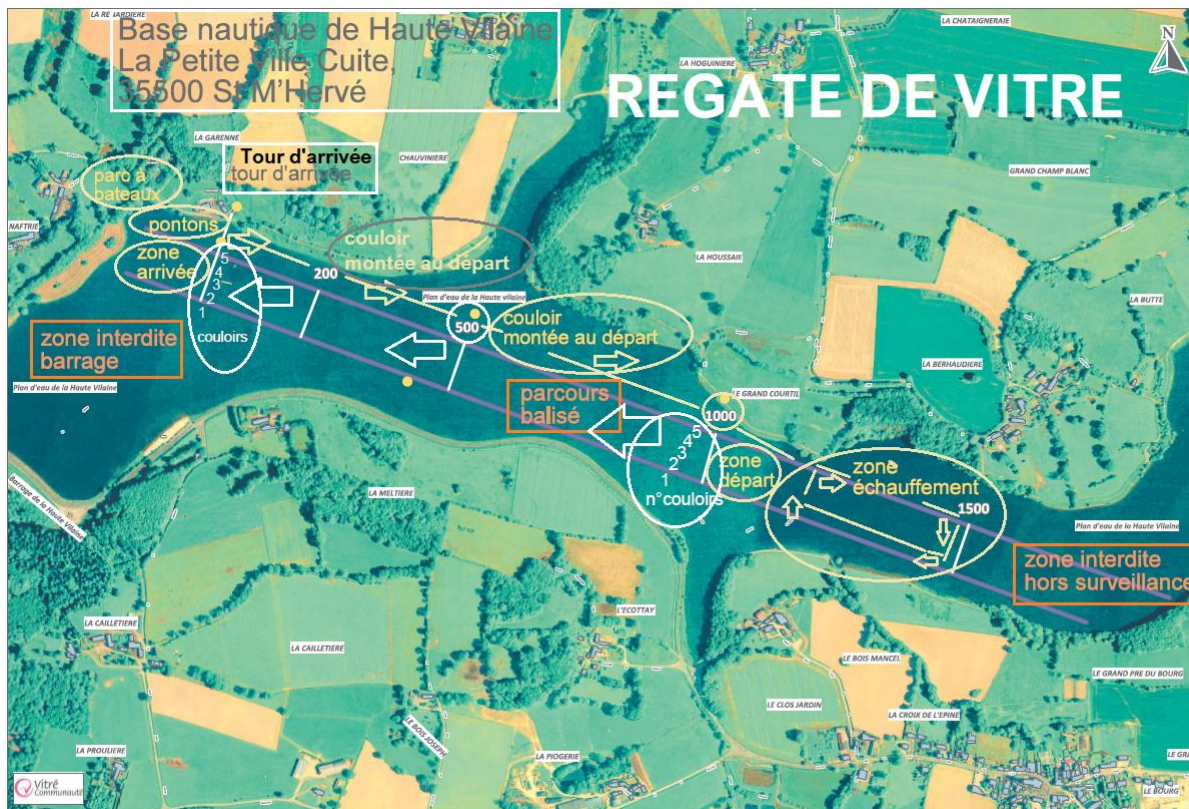 LA RE JARDIERE
Base nautique de Haute Vilaine
La Petite Ville Cuite,
35500 St M'Hervé
LA CHATAIGNERAIE
N
LA HOGUINIERE
REGATE DE VITRE
LA GARENNE
Tour d'arrivée
tour d'arrivée
CHAUVINIERE
GRAND CHAMP BLANC
parc à
bateaux
pontons
NAFTRIE
couloir
montée au départ
LA HOUSSAIE
zone
arrivée
5
4
3
2
1
couloirs
200
Plan d'eau de la Haute vilaine
500
couloir
montée au départ
LA BUTTE
zone interdite
barrage
LA BERHAUDIERE
Plan d'eau de la Haute Vilaine
parcours
balisé
LE GRAND COURTIL
1000
5
4
3
2
1
n°couloirs
zone
départ
zone
échauffement
1500
Plan d'eau de la Haute Vilaine
Barrage de la Haute Vilaine
LA MELTIERE
zone interdite
hors surveillance
LA CAILLETIERE
LA CAILLETIERE
L'ECOTTAY
LE BOIS MANCEL
LE GRAND PRE DU BOURG
LE CLOS JARDIN
LA CROIX DE L'EPINE
LE BOIS JOSEPH
LA PROULIERE
LA PIOGERIE
LE GRA
LE BOURG
Vitré
Communauté